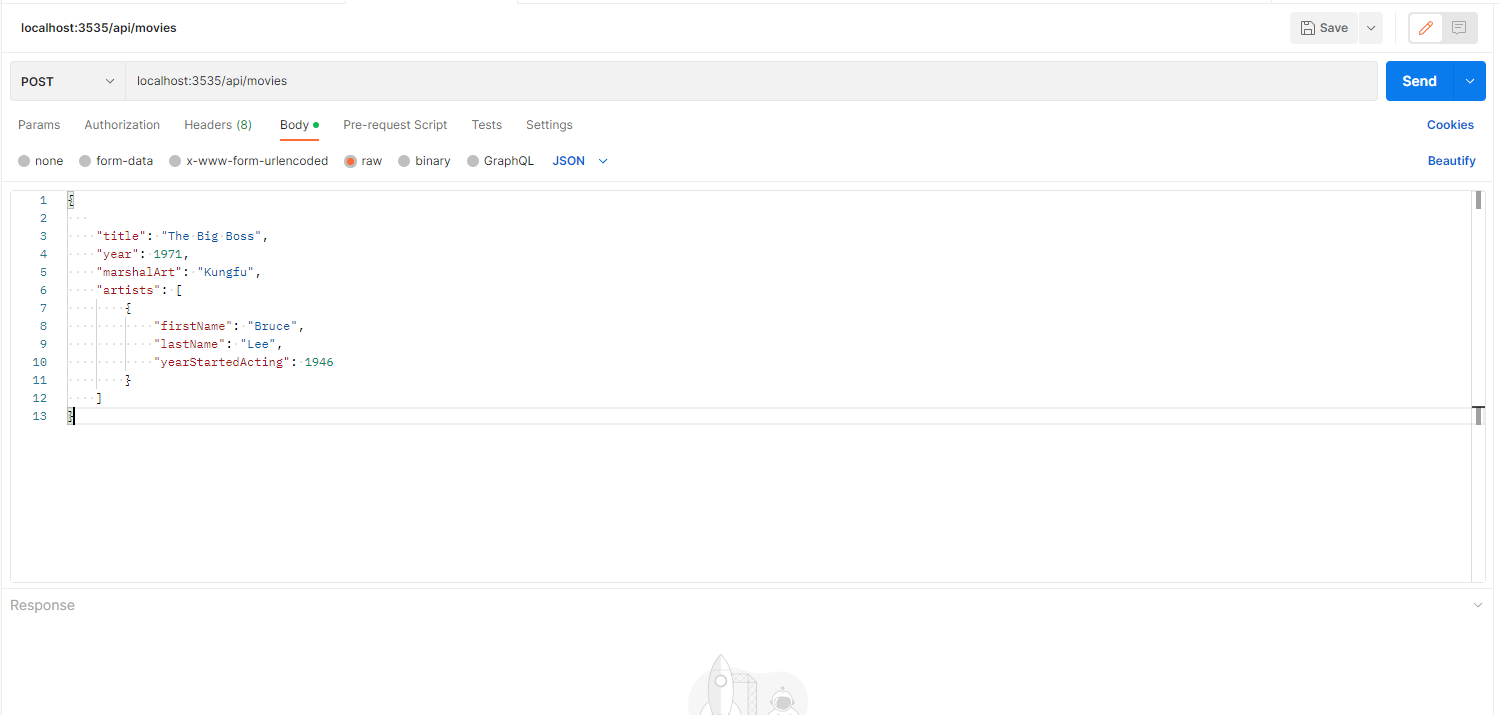 localhost:3535/api/movies
Save
POST localhost:3535/api/movies Send
Params Authorization Headers (8) Body Pre-request Script Tests Settings Cookies
none form-data x-www-form-urlencoded raw binary GraphQL JSON Beautify
1 {
2
3 "title": "The Big Boss",
4 "year": 1971,
5 "marshalArt": "Kungfu",
6 "artists": [
7 {
8 "firstName": "Bruce",
9 "lastName": "Lee",
10 "yearStartedActing": 1946
11 }
12 ]
13 }
Response